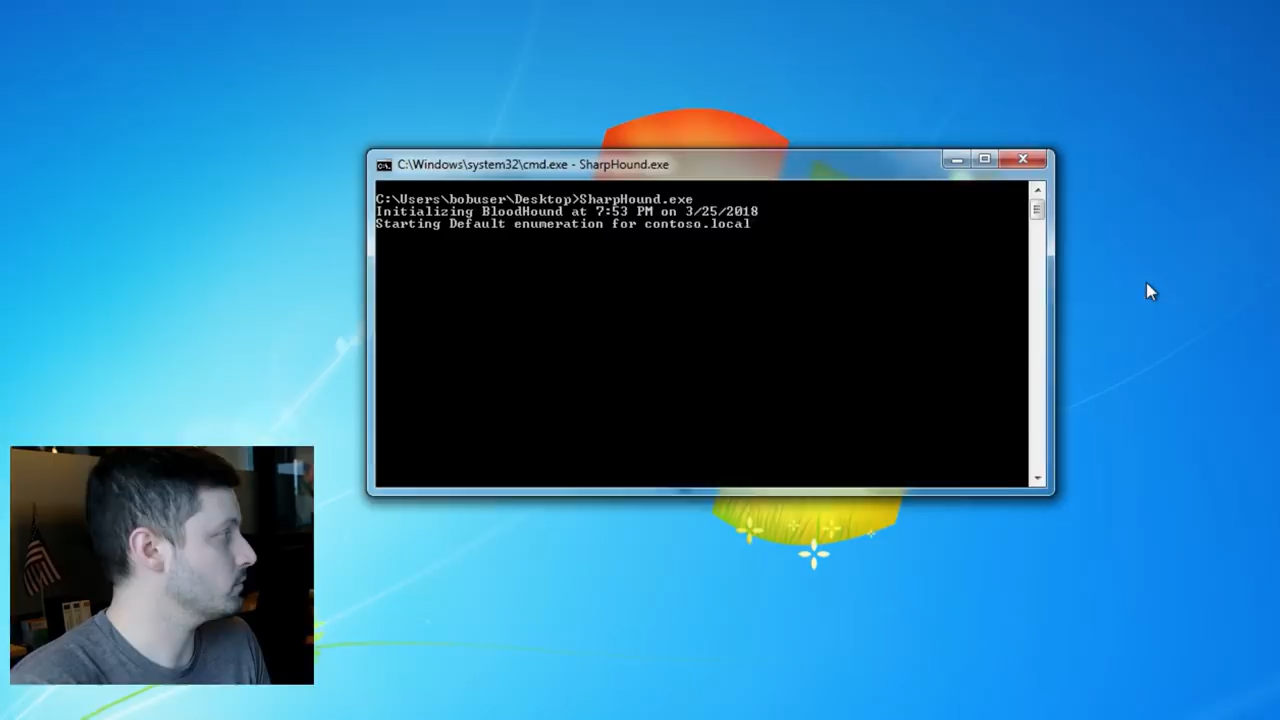 C:\Windows\system32\cmd.exe - SharpHound.exe
C:\Users\bobuser\Desktop>SharpHound.exe
Initializing BloodHound at 7:53 PM on 3/25/2018
Starting Default enumeration for contoso.local